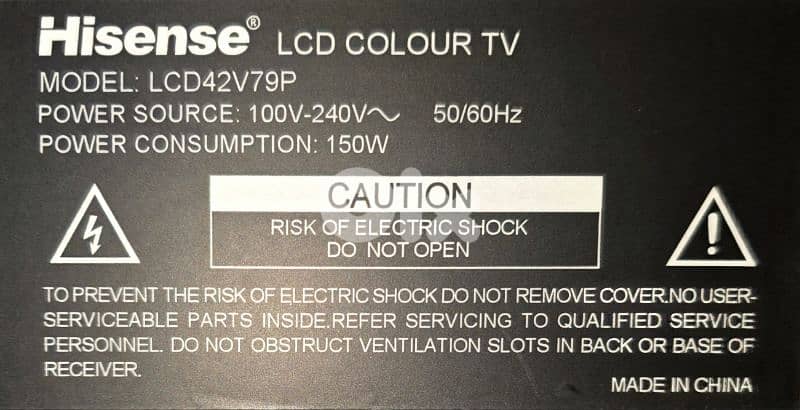 Hisense® LCD COLOUR TV
MODEL: LCD42V79P
POWER SOURCE: 100V-240V～ 50/60Hz
POWER CONSUMPTION: 150W
CAUTION
RISK OF ELECTRIC SHOCK
DO NOT OPEN
TO PREVENT THE RISK OF ELECTRIC SHOCK DO NOT REMOVE COVER.NO USER-
SERVICEABLE PARTS INSIDE.REFER SERVICING TO QUALIFIED SERVICE
PERSONNEL. DO NOT OBSTRUCT VENTILATION SLOTS IN BACK OR BASE OF
RECEIVER.
MADE IN CHINA